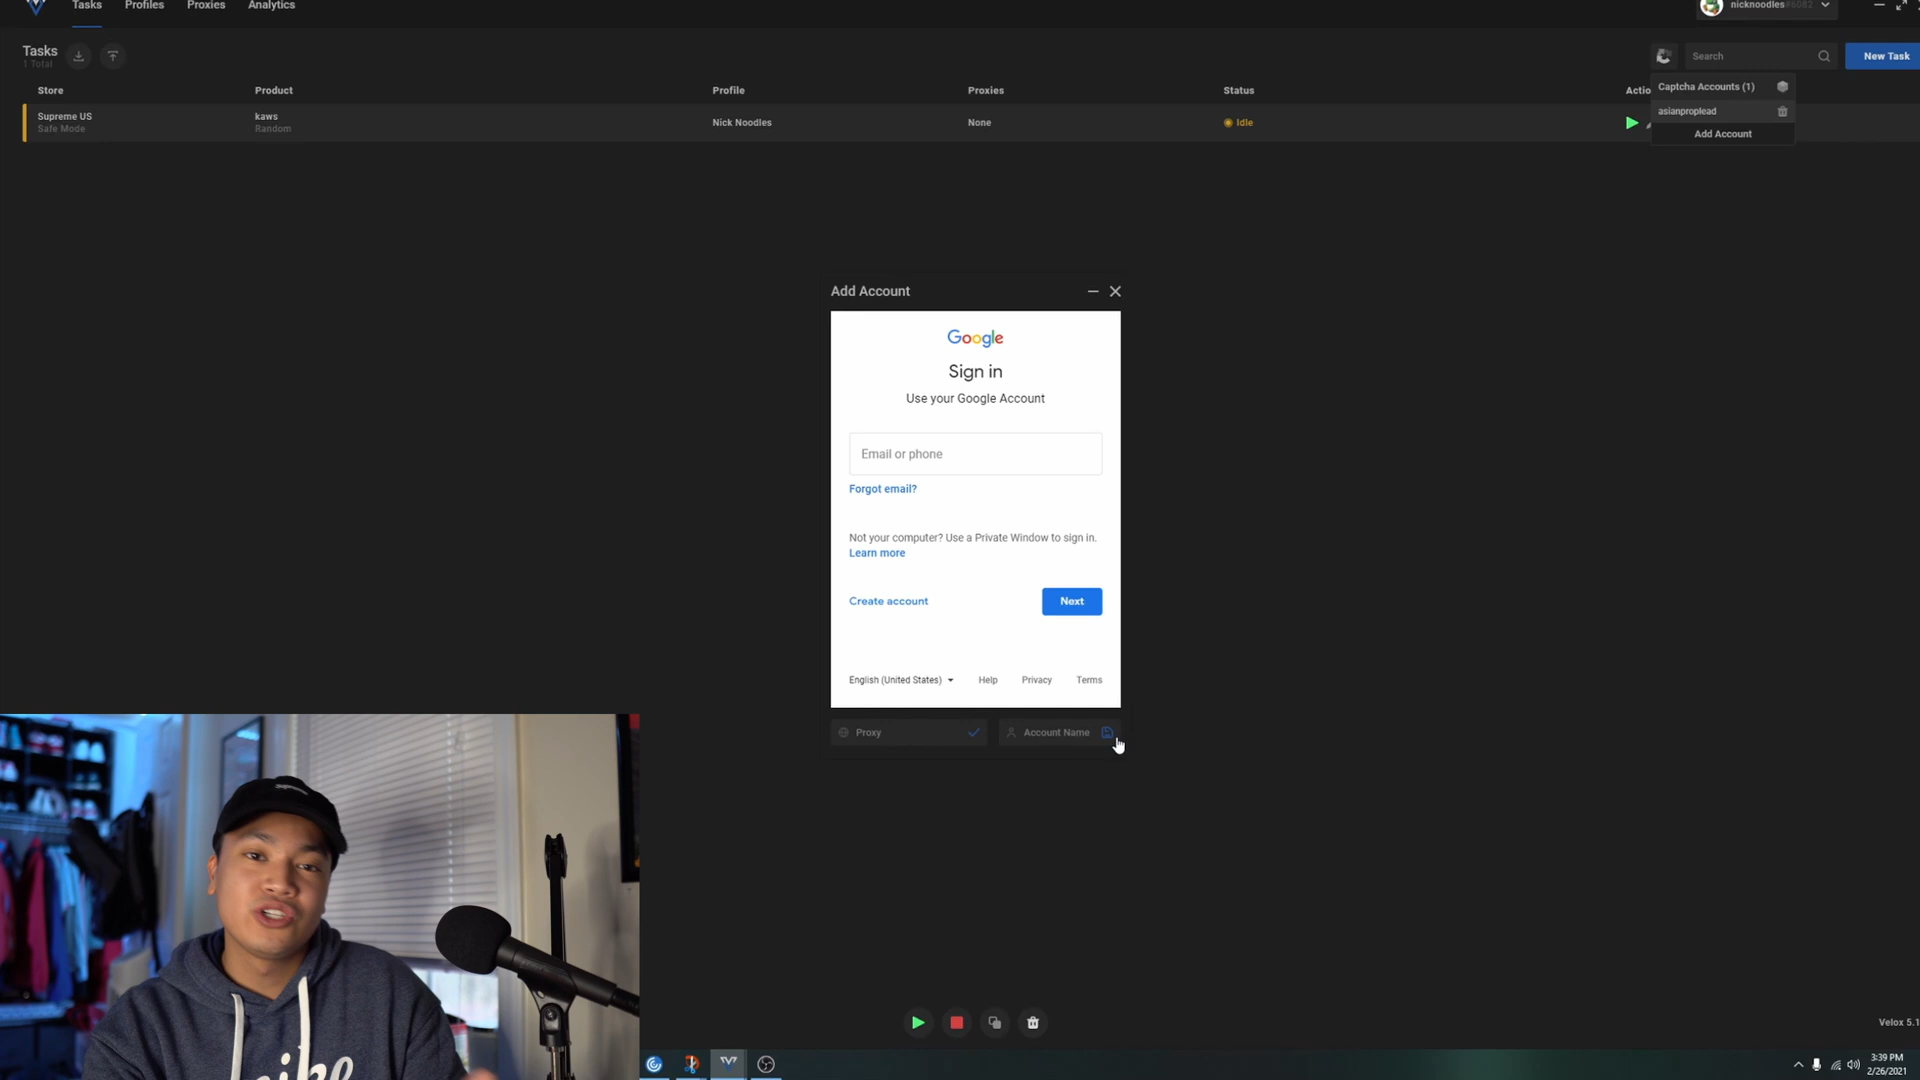 Tasks Profiles Proxies Analytics
nicknoodles#6082
Tasks
1 Total
Search
New Task
Store Product Profile Proxies Status Actio
Captcha Accounts (1)
asianproplead
Add Account
Supreme US
Safe Mode
kaws
Random
Nick Noodles
None
Idle
Add Account
Google
Sign in
Use your Google Account
Email or phone
Forgot email?
Not your computer? Use a Private Window to sign in.
Learn more
Create account
Next
English (United States) Help Privacy Terms
Proxy
Account Name
Velox 5.1
3:39 PM
2/26/2021